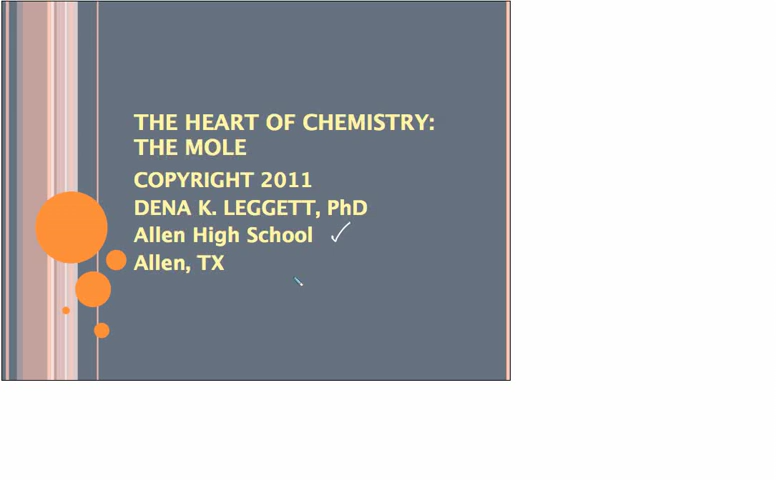 THE HEART OF CHEMISTRY:
THE MOLE
COPYRIGHT 2011
DENA K. LEGGETT, PhD
Allen High School
Allen, TX